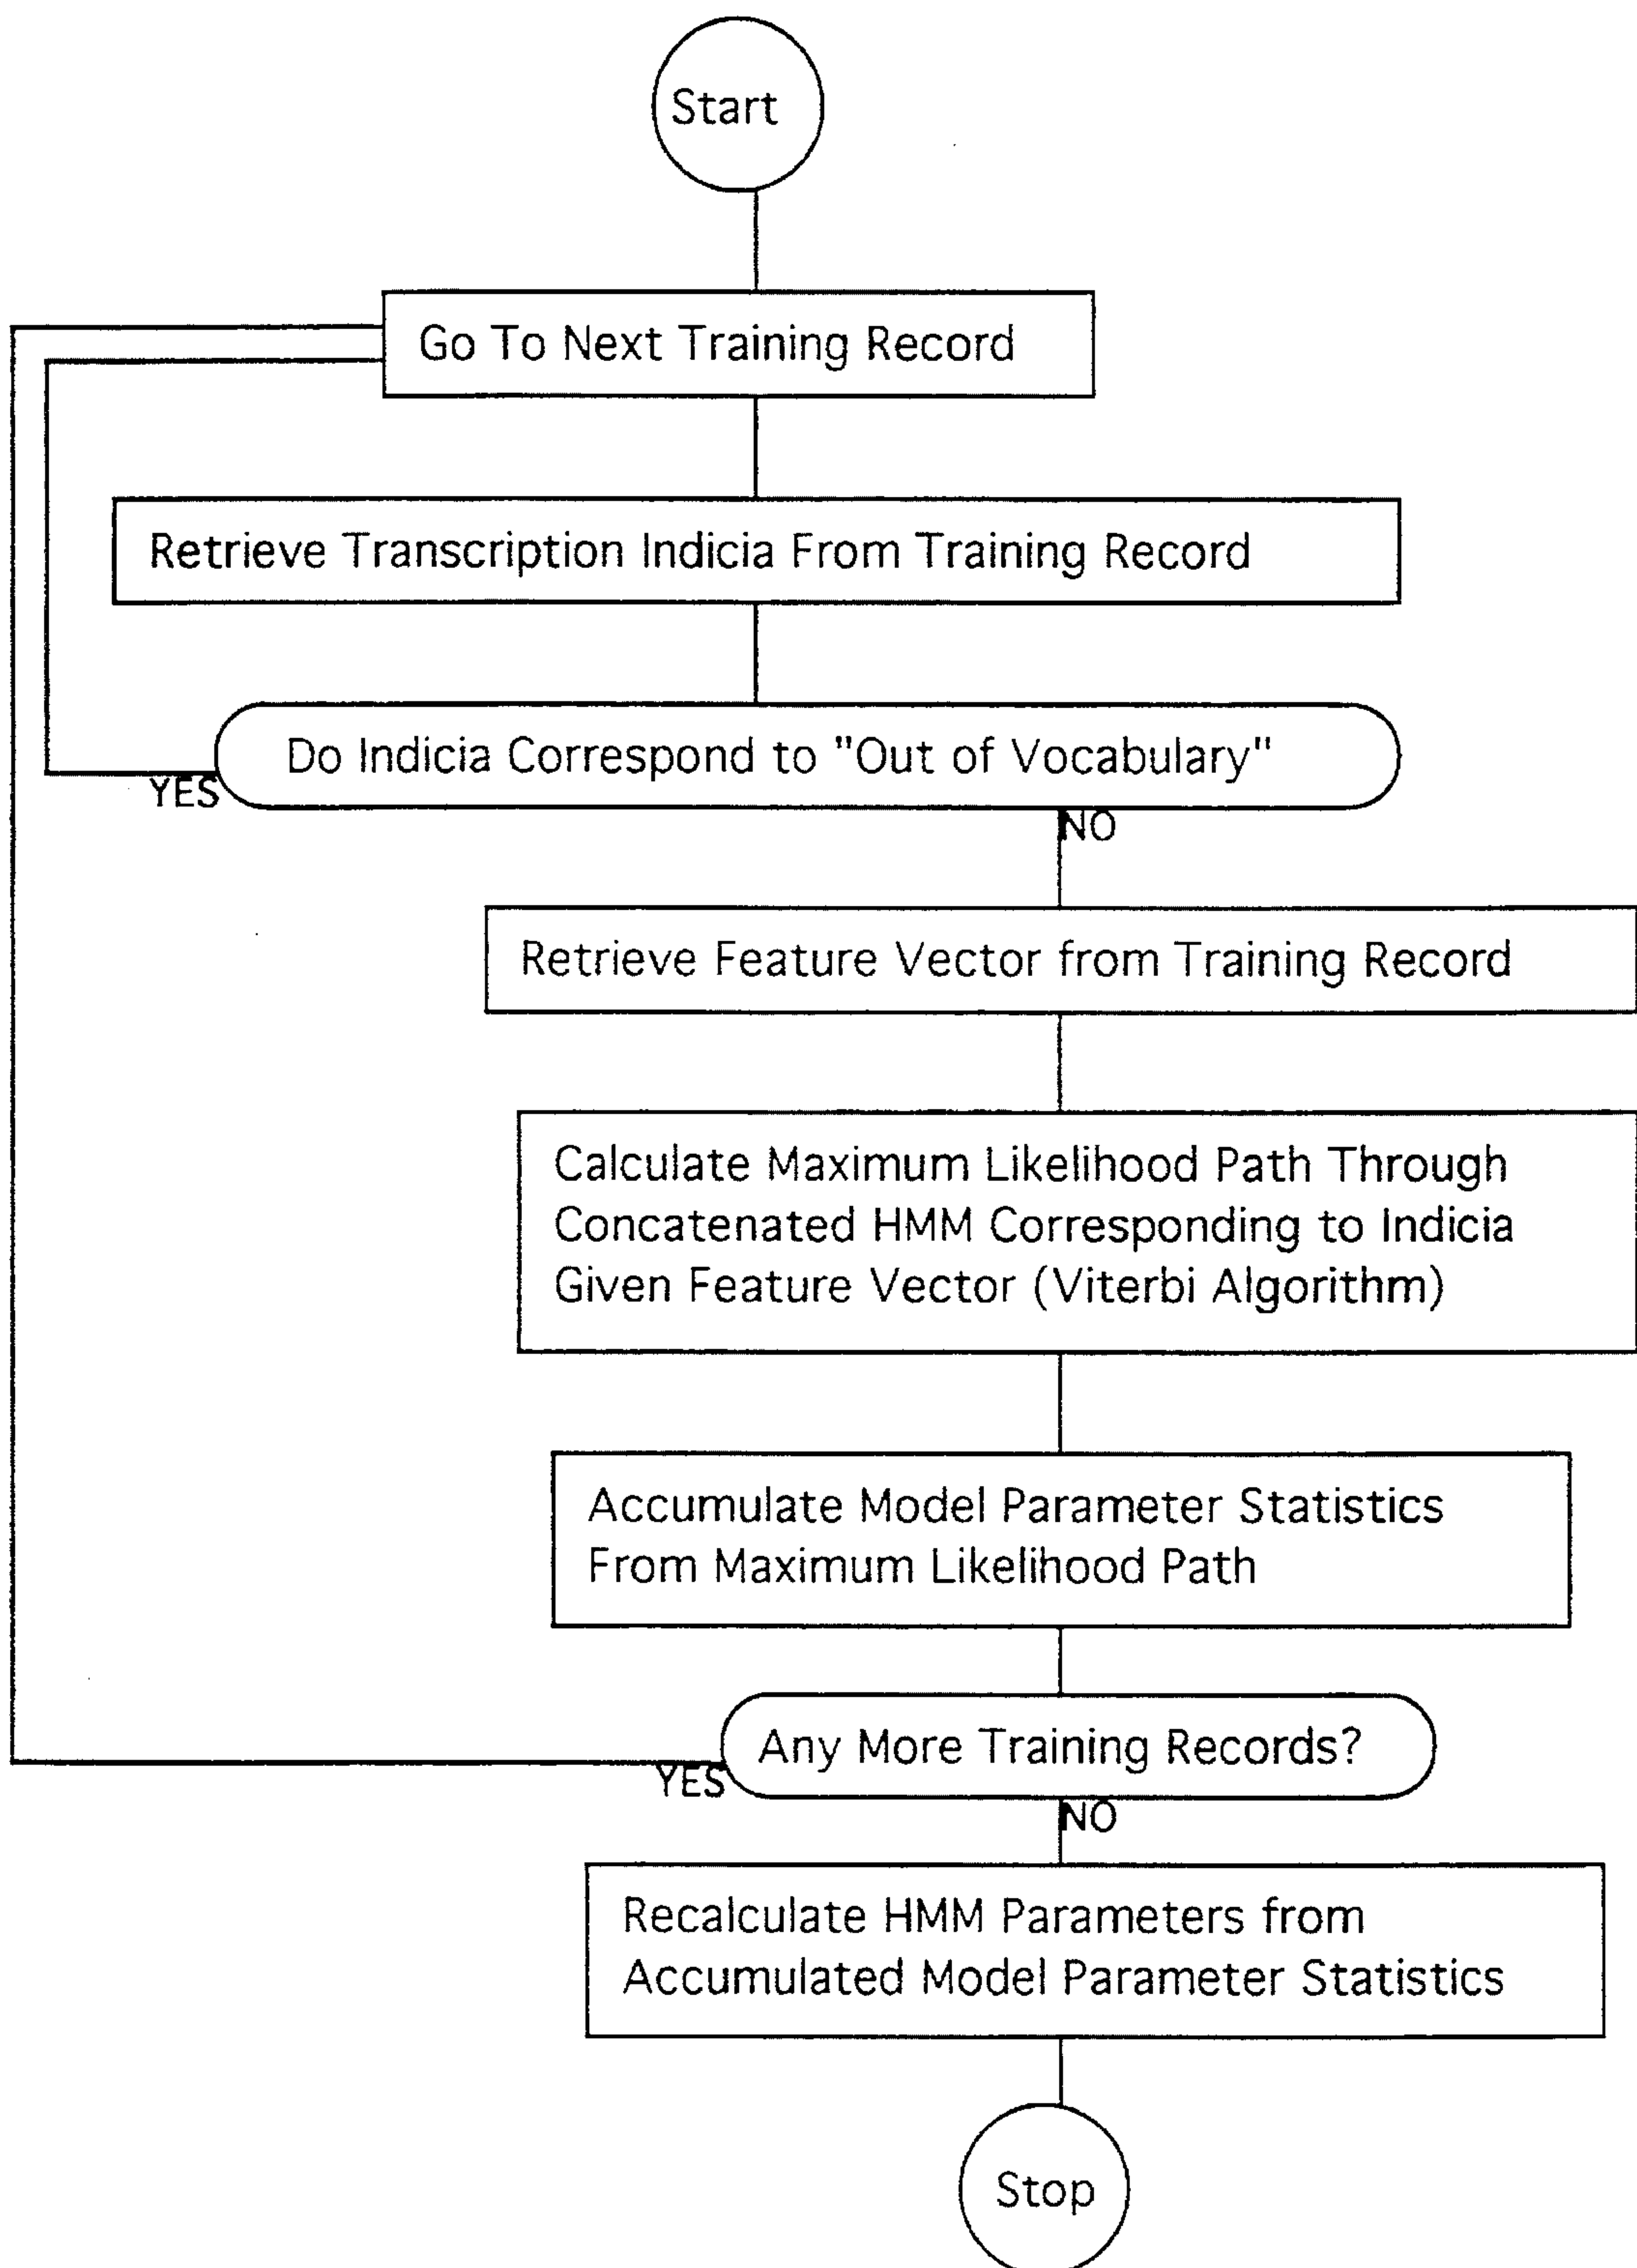 Start
Go To Next Training Record
Retrieve Transcription Indicia From Training Record
Do Indicia Correspond to "Out of Vocabulary"
YES
NO
Retrieve Feature Vector from Training Record
Calculate Maximum Likelihood Path Through
Concatenated HMM Corresponding to Indicia
Given Feature Vector (Viterbi Algorithm)
Accumulate Model Parameter Statistics
From Maximum Likelihood Path
Any More Training Records?
YES
NO
Recalculate HMM Parameters from
Accumulated Model Parameter Statistics
Stop